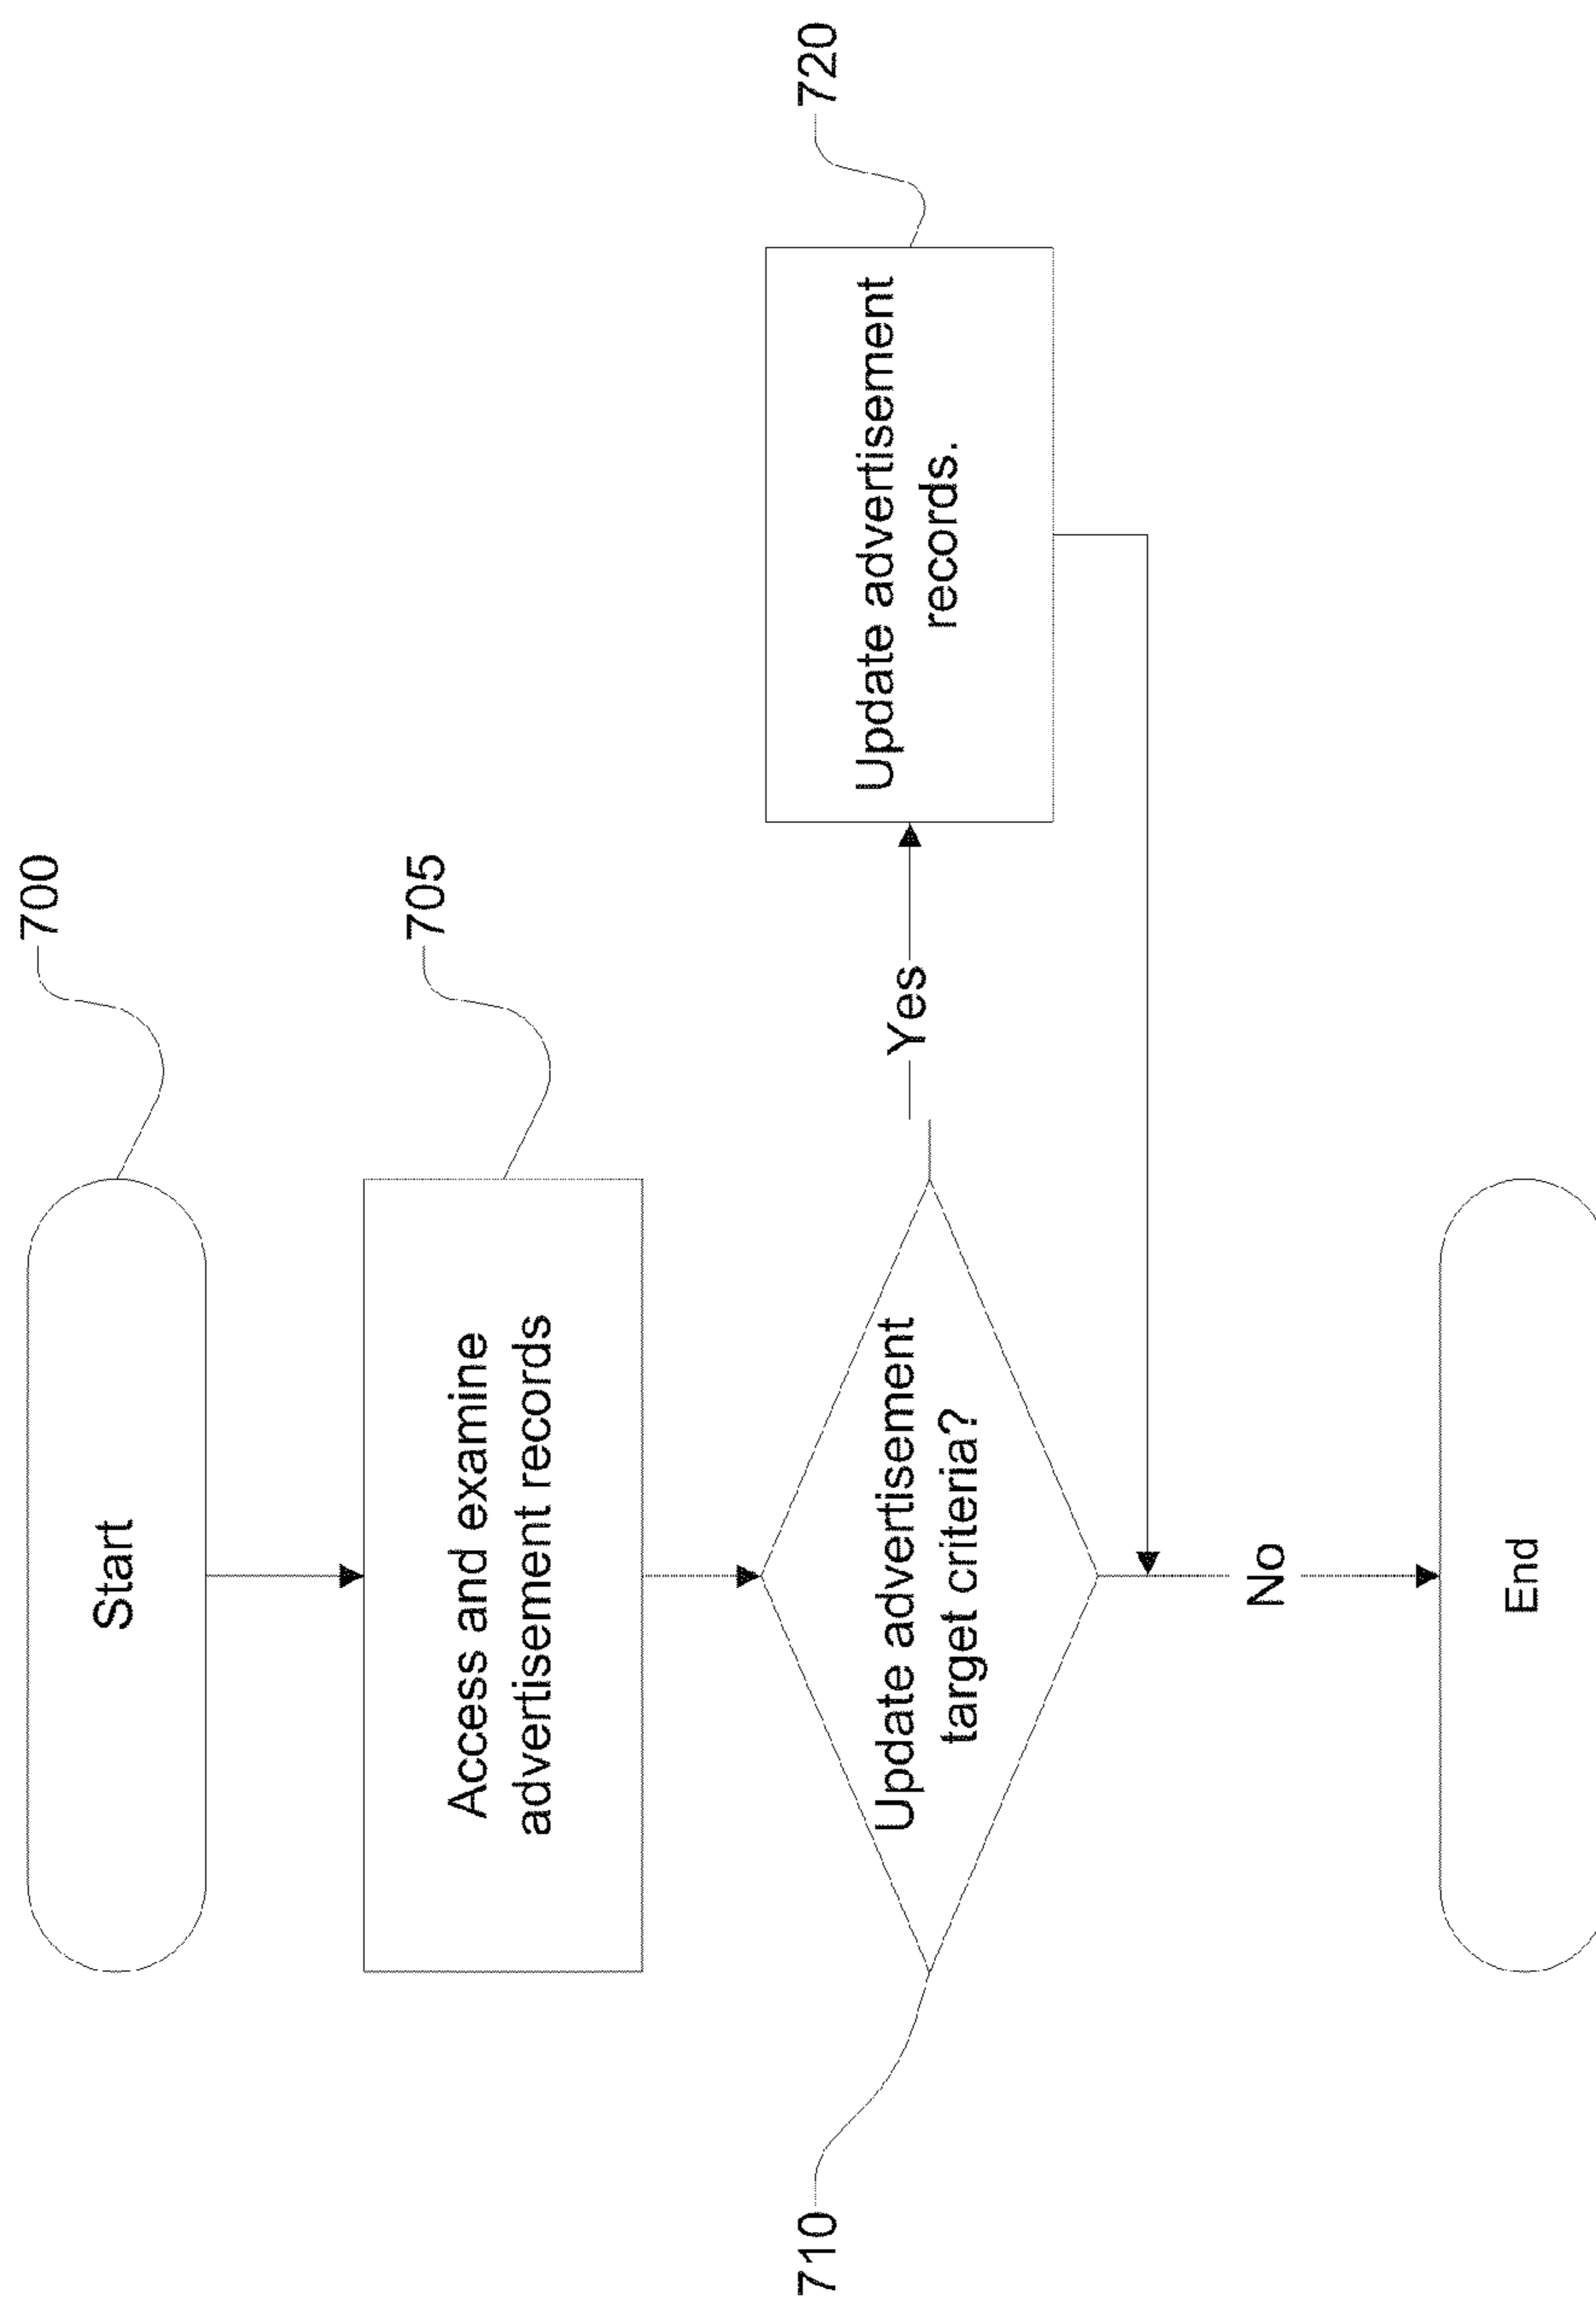 Start
700
Access and examine
advertisement records
705
710
Update advertisement
target criteria?
Yes
Update advertisement
records.
720
No
End